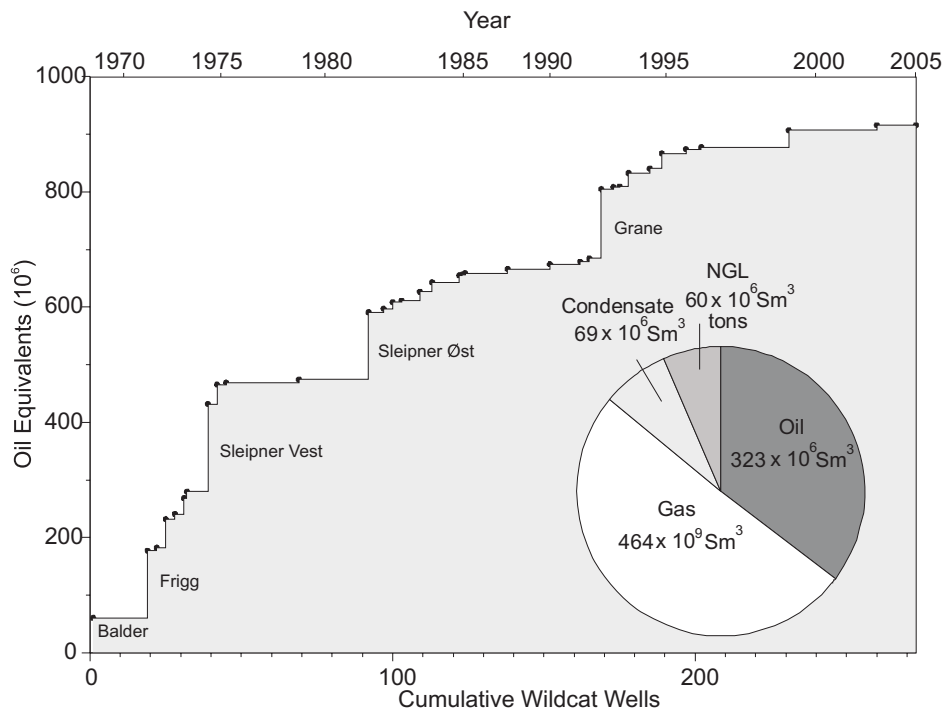 Year
1970 1975 1980 1985 1990 1995 2000 2005
1000
800
600
400
200
0
Oil Equivalents (10⁶)
Grane
NGL
60 x 10⁶Sm³
tons
Condensate
69 x 10⁶Sm³
Sleipner Øst
Oil
323 x 10⁶Sm³
Sleipner Vest
Gas
464 x 10⁹Sm³
Frigg
Balder
0 100 200
Cumulative Wildcat Wells